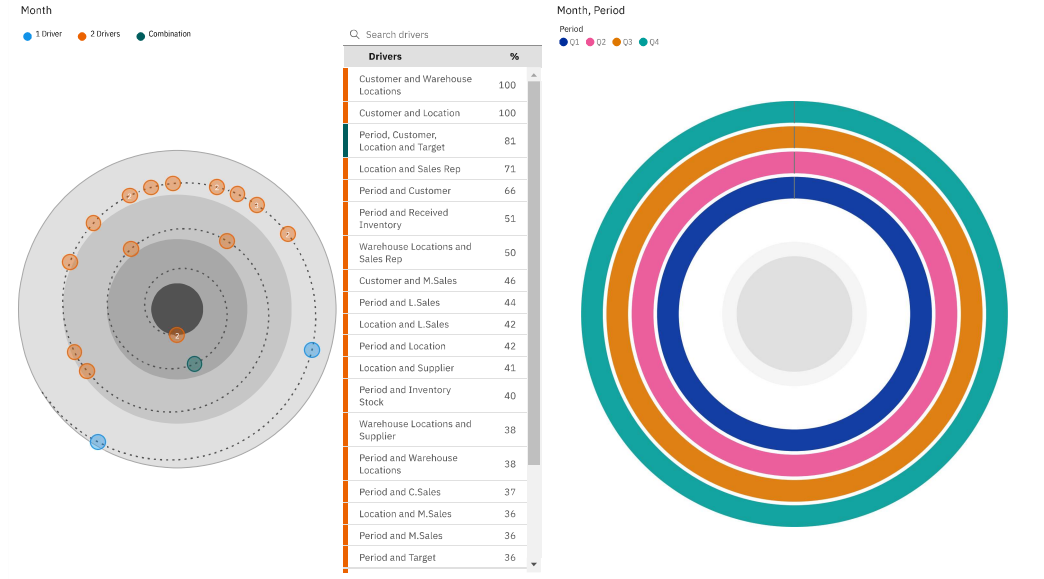 Month
1 Driver
2 Drivers
Combination
Search drivers
Drivers %
Customer and Warehouse
Locations 100
Customer and Location 100
Period, Customer,
Location and Target 81
Location and Sales Rep 71
Period and Customer 66
Period and Received
Inventory 51
Warehouse Locations and
Sales Rep 50
Customer and M.Sales 46
Period and L.Sales 44
Location and L.Sales 42
Period and Location 42
Location and Supplier 41
Period and Inventory
Stock 40
Warehouse Locations and
Supplier 38
Period and Warehouse
Locations 38
Period and C.Sales 37
Location and M.Sales 36
Period and M.Sales 36
Period and Target 36
2
Month, Period
Period
Q1 Q2 Q3 Q4